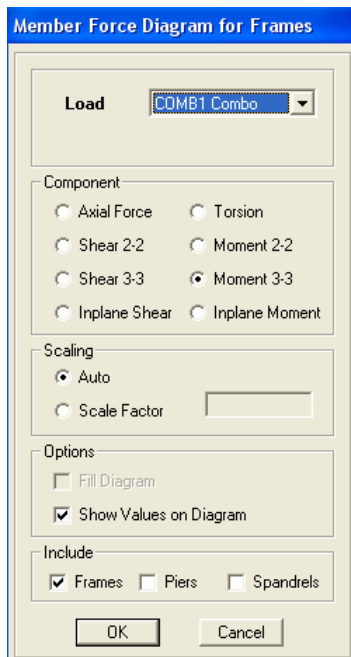 Member Force Diagram for Frames
Load COMB1 Combo
Component
Axial Force Torsion
Shear 2-2 Moment 2-2
Shear 3-3 Moment 3-3
Inplane Shear Inplane Moment
Scaling
Auto
Scale Factor
Options
Fill Diagram
Show Values on Diagram
Include
Frames Piers Spandrels
OK Cancel